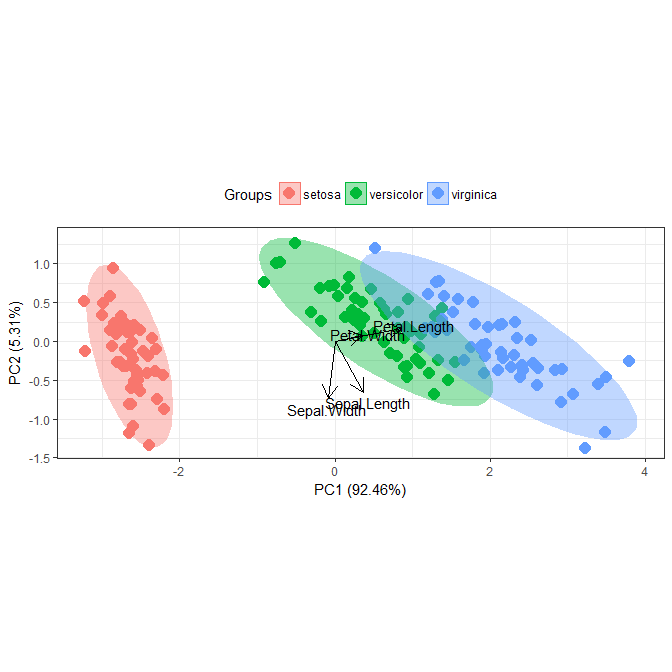 Groups setosa versicolor virginica
1.0
0.5
0.0
-0.5
-1.0
-1.5
PC2 (5.31%)
Petal.Length
Petal.Width
Sepal.Length
Sepal.Width
-2 0 2 4
PC1 (92.46%)